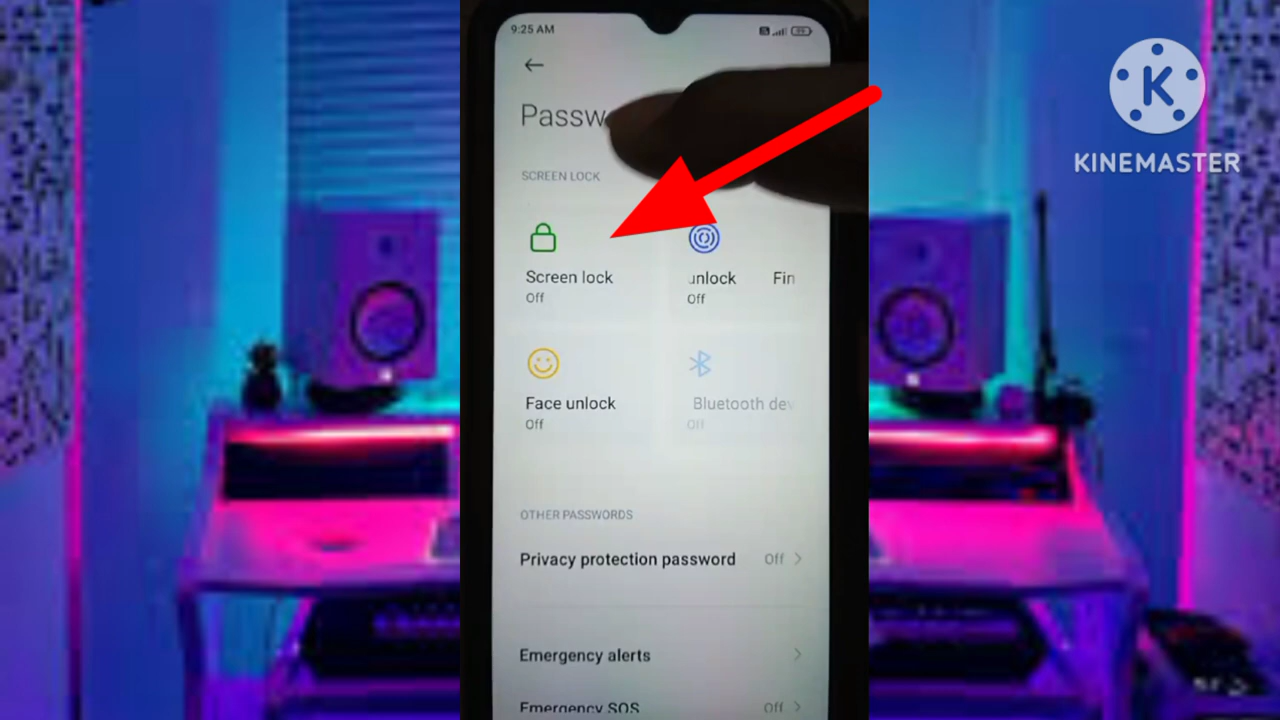 9:25 AM
Passw
SCREEN LOCK
Screen lock
Off
unlock Fin
Off
Face unlock
Off
Bluetooth dev
Off
OTHER PASSWORDS
Privacy protection password Off
Emergency alerts
Emergency SOS Off
K
KINEMASTER